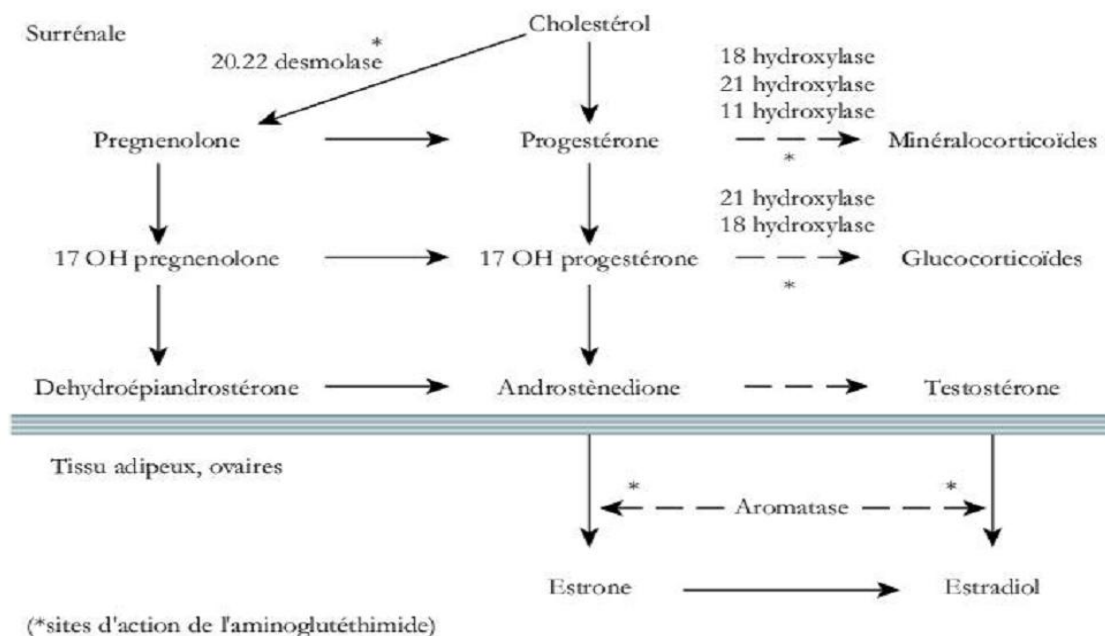 Surrénale
Cholestérol
*
20.22 desmolase
18 hydroxylase
21 hydroxylase
11 hydroxylase
Pregnenolone
Progestérone
*
Minéralocorticoïdes
21 hydroxylase
18 hydroxylase
17 OH pregnenolone
17 OH progestérone
*
Glucocorticoïdes
Dehydroépiandrostérone
Androstènedione
Testostérone
Tissu adipeux, ovaires
* Aromatase *
Estrone
Estradiol
(*sites d'action de l'aminoglutéthimide)